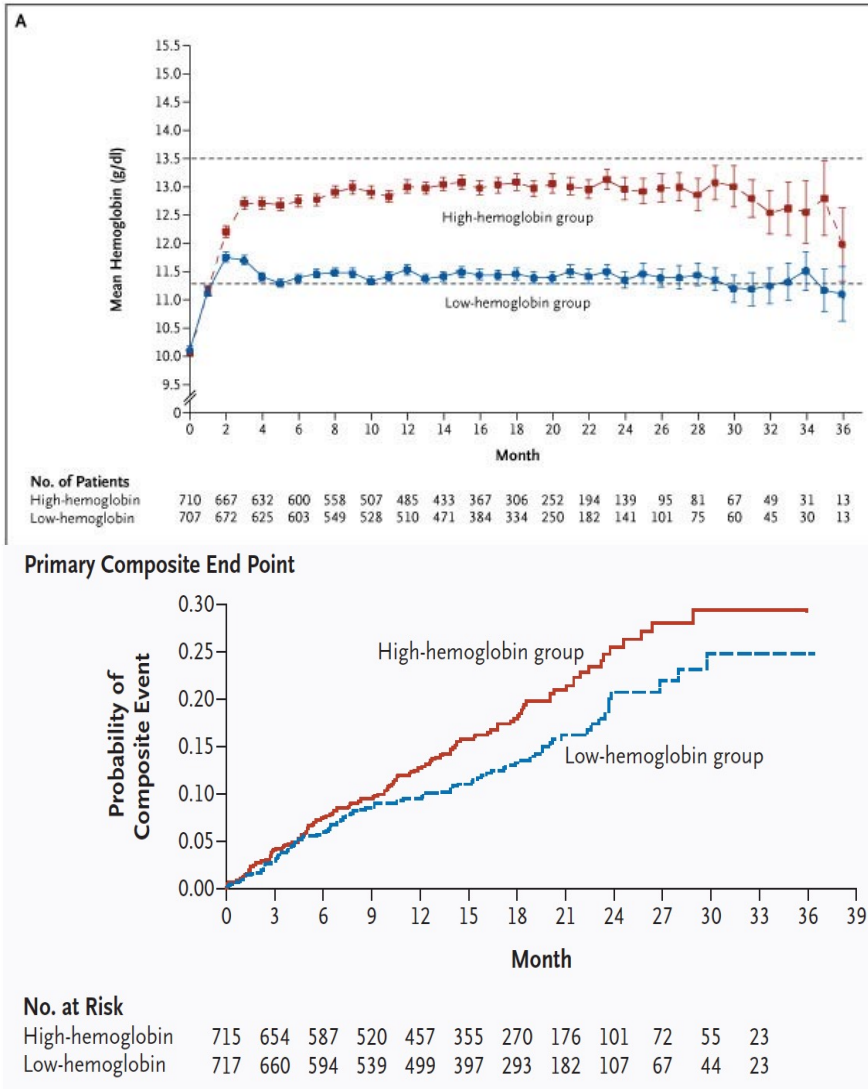 A
15.5
15.0
14.5
14.0
13.5
13.0
12.5
12.0
11.5
11.0
10.5
10.0
9.5
0
Mean Hemoglobin (g/dl)
High-hemoglobin group
Low-hemoglobin group
0 2 4 6 8 10 12 14 16 18 20 22 24 26 28 30 32 34 36
Month
No. of Patients
High-hemoglobin 710 667 632 600 558 507 485 433 367 306 252 194 139 95 81 67 49 31 13
Low-hemoglobin 707 672 625 603 549 528 510 471 384 334 250 182 141 101 75 60 45 30 13
Primary Composite End Point
0.30
0.25
0.20
0.15
0.10
0.05
0.00
Probability of
Composite Event
High-hemoglobin group
Low-hemoglobin group
0 3 6 9 12 15 18 21 24 27 30 33 36 39
Month
No. at Risk
High-hemoglobin 715 654 587 520 457 355 270 176 101 72 55 23
Low-hemoglobin 717 660 594 539 499 397 293 182 107 67 44 23